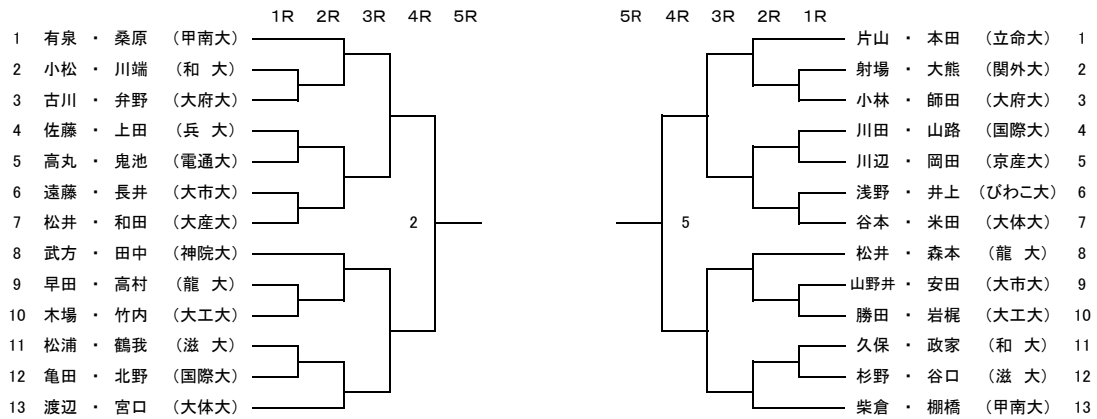 1R 2R 3R 4R 5R
1 有泉 ・ 桑原 (甲南大)
2 小松 ・ 川端 (和 大)
3 古川 ・ 弁野 (大府大)
4 佐藤 ・ 上田 (兵 大)
5 高丸 ・ 鬼池 (電通大)
6 遠藤 ・ 長井 (大市大)
7 松井 ・ 和田 (大産大)
2
8 武方 ・ 田中 (神院大)
9 早田 ・ 高村 (龍 大)
10 木場 ・ 竹内 (大工大)
11 松浦 ・ 鶴我 (滋 大)
12 亀田 ・ 北野 (国際大)
13 渡辺 ・ 宮口 (大体大)
5R 4R 3R 2R 1R
片山 ・ 本田 (立命大) 1
射場 ・ 大熊 (関外大) 2
小林 ・ 師田 (大府大) 3
川田 ・ 山路 (国際大) 4
川辺 ・ 岡田 (京産大) 5
浅野 ・ 井上 (びわこ大) 6
谷本 ・ 米田 (大体大) 7
5
松井 ・ 森本 (龍 大) 8
山野井 ・ 安田 (大市大) 9
勝田 ・ 岩梶 (大工大) 10
久保 ・ 政家 (和 大) 11
杉野 ・ 谷口 (滋 大) 12
柴倉 ・ 棚橋 (甲南大) 13